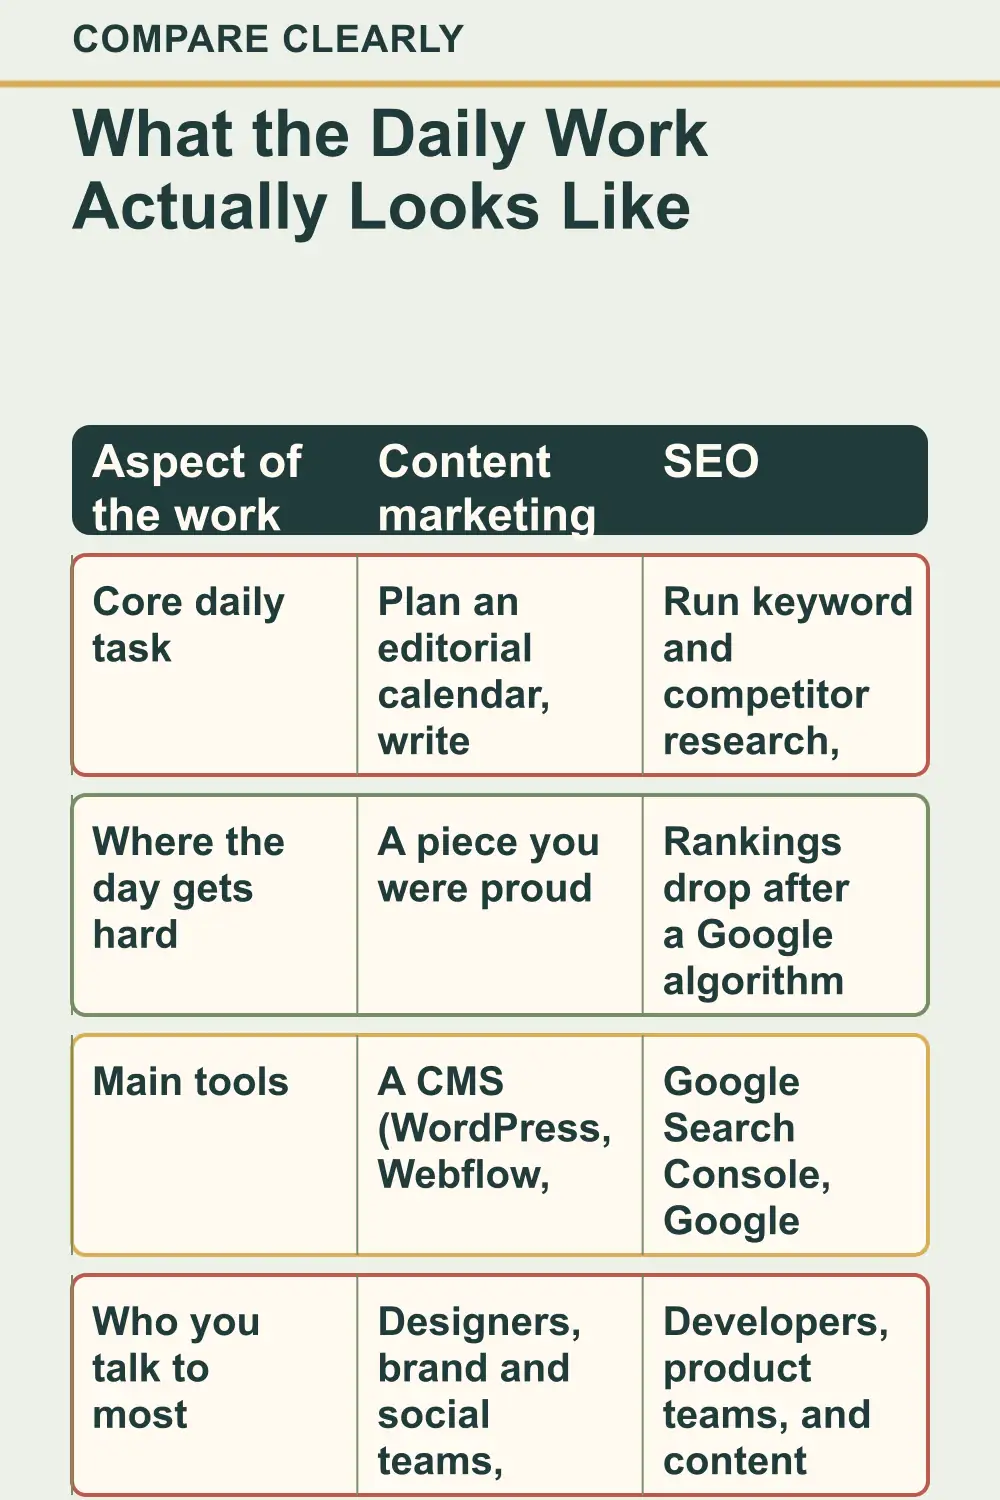 COMPARE CLEARLY
What the Daily Work
Actually Looks Like
Aspect of
the work
Content
marketing
SEO
Core daily
task
Plan an
editorial
calendar,
write
Run keyword
and
competitor
research,
Where the
day gets
hard
A piece you
were proud
Rankings
drop after
a Google
algorithm
Main tools
A CMS
(WordPress,
Webflow,
Google
Search
Console,
Google
Who you
talk to
most
Designers,
brand and
social
teams,
Developers,
product
teams, and
content